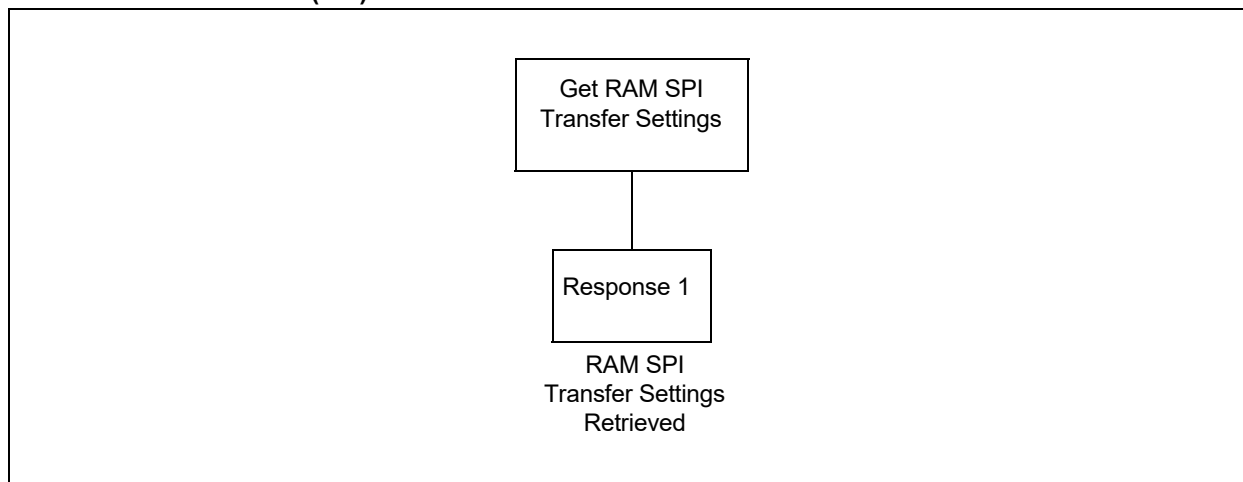 Get RAM SPI
Transfer Settings
Response 1
RAM SPI
Transfer Settings
Retrieved